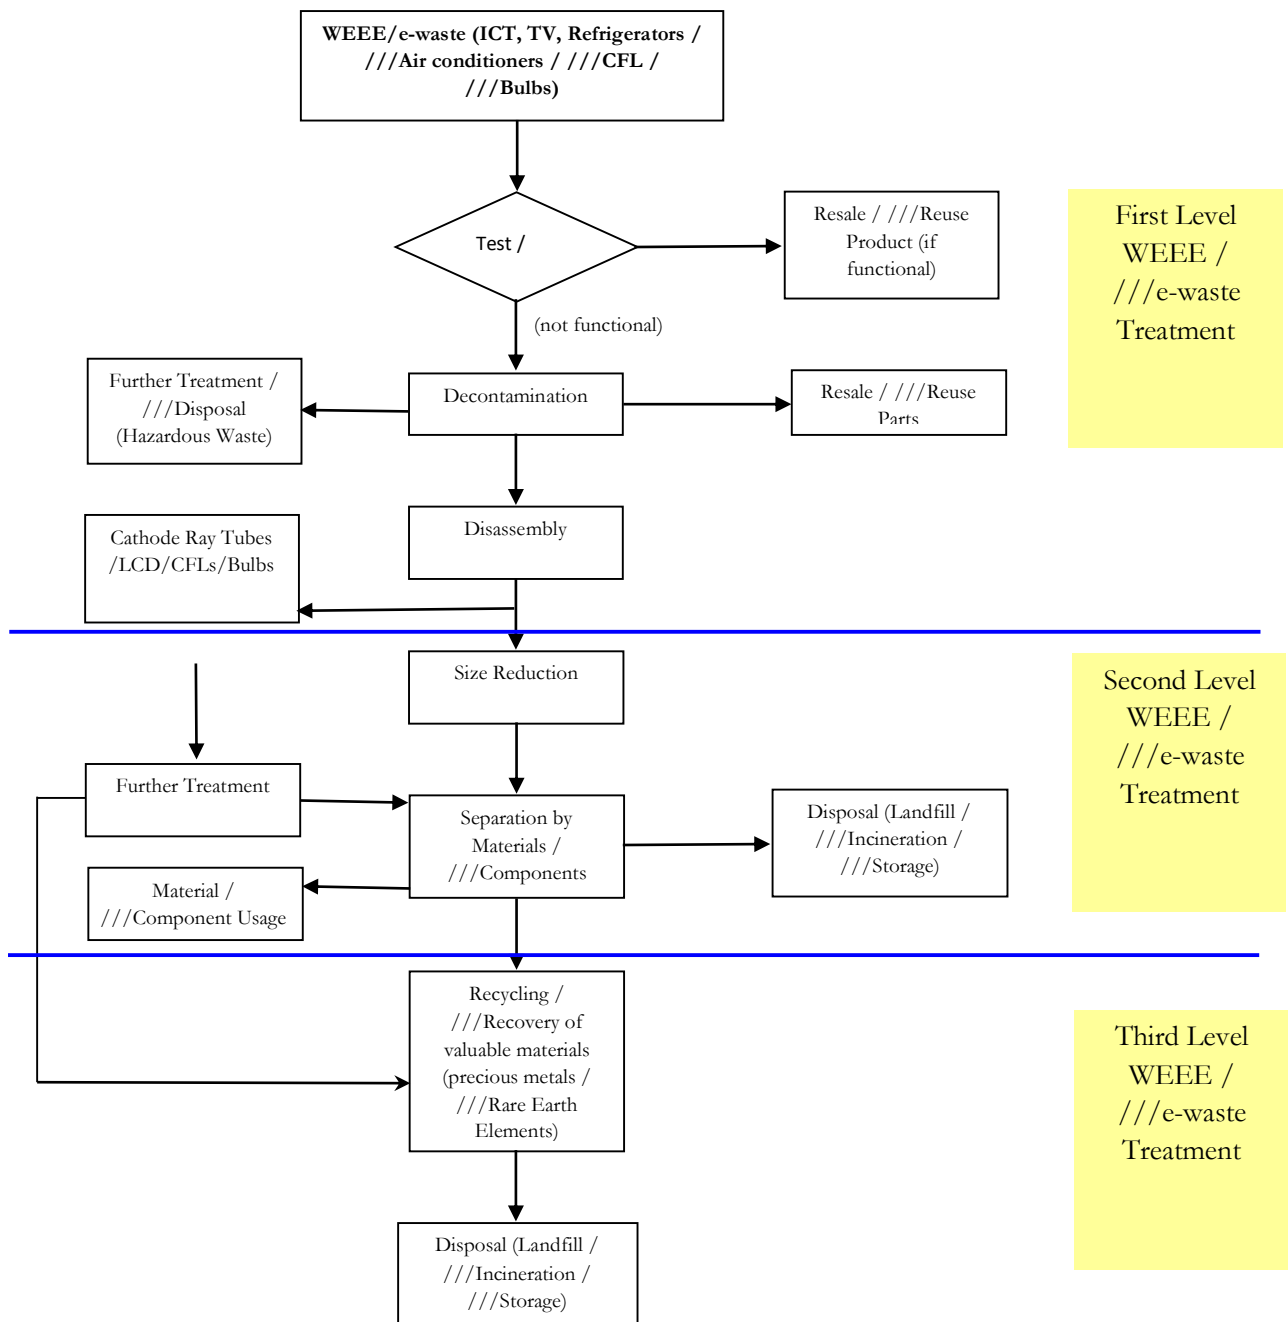 WEEE/e-waste (ICT, TV, Refrigerators /
///Air conditioners / ///CFL /
///Bulbs)
Test /
Resale / ///Reuse
Product (if
functional)
First Level
WEEE /
///e-waste
Treatment
(not functional)
Further Treatment /
///Disposal
(Hazardous Waste)
Decontamination
Resale / ///Reuse
Parts
Cathode Ray Tubes
/LCD/CFLs/Bulbs
Disassembly
Size Reduction
Second Level
WEEE /
///e-waste
Treatment
Further Treatment
Separation by
Materials /
///Components
Disposal (Landfill /
///Incineration /
///Storage)
Material /
///Component Usage
Recycling /
///Recovery of
valuable materials
(precious metals /
///Rare Earth
Elements)
Third Level
WEEE /
///e-waste
Treatment
Disposal (Landfill /
///Incineration /
///Storage)